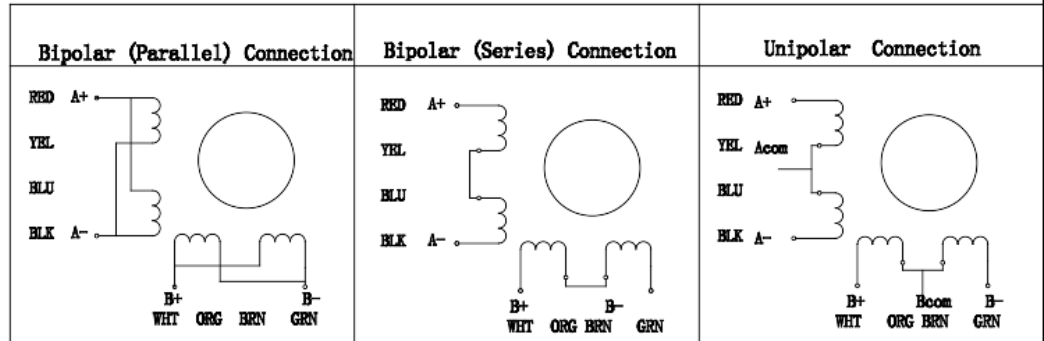 Bipolar (Parallel) Connection
RED A+
YEL
BLU
BLK A-
B+ B-
WHT ORG BRN GRN
Bipolar (Series) Connection
RED A+
YEL
BLU
BLK A-
B+ B-
WHT ORG BRN GRN
Unipolar Connection
RED A+
YEL Acom
BLU
BLK A-
B+ Bcom B-
WHT ORG BRN GRN